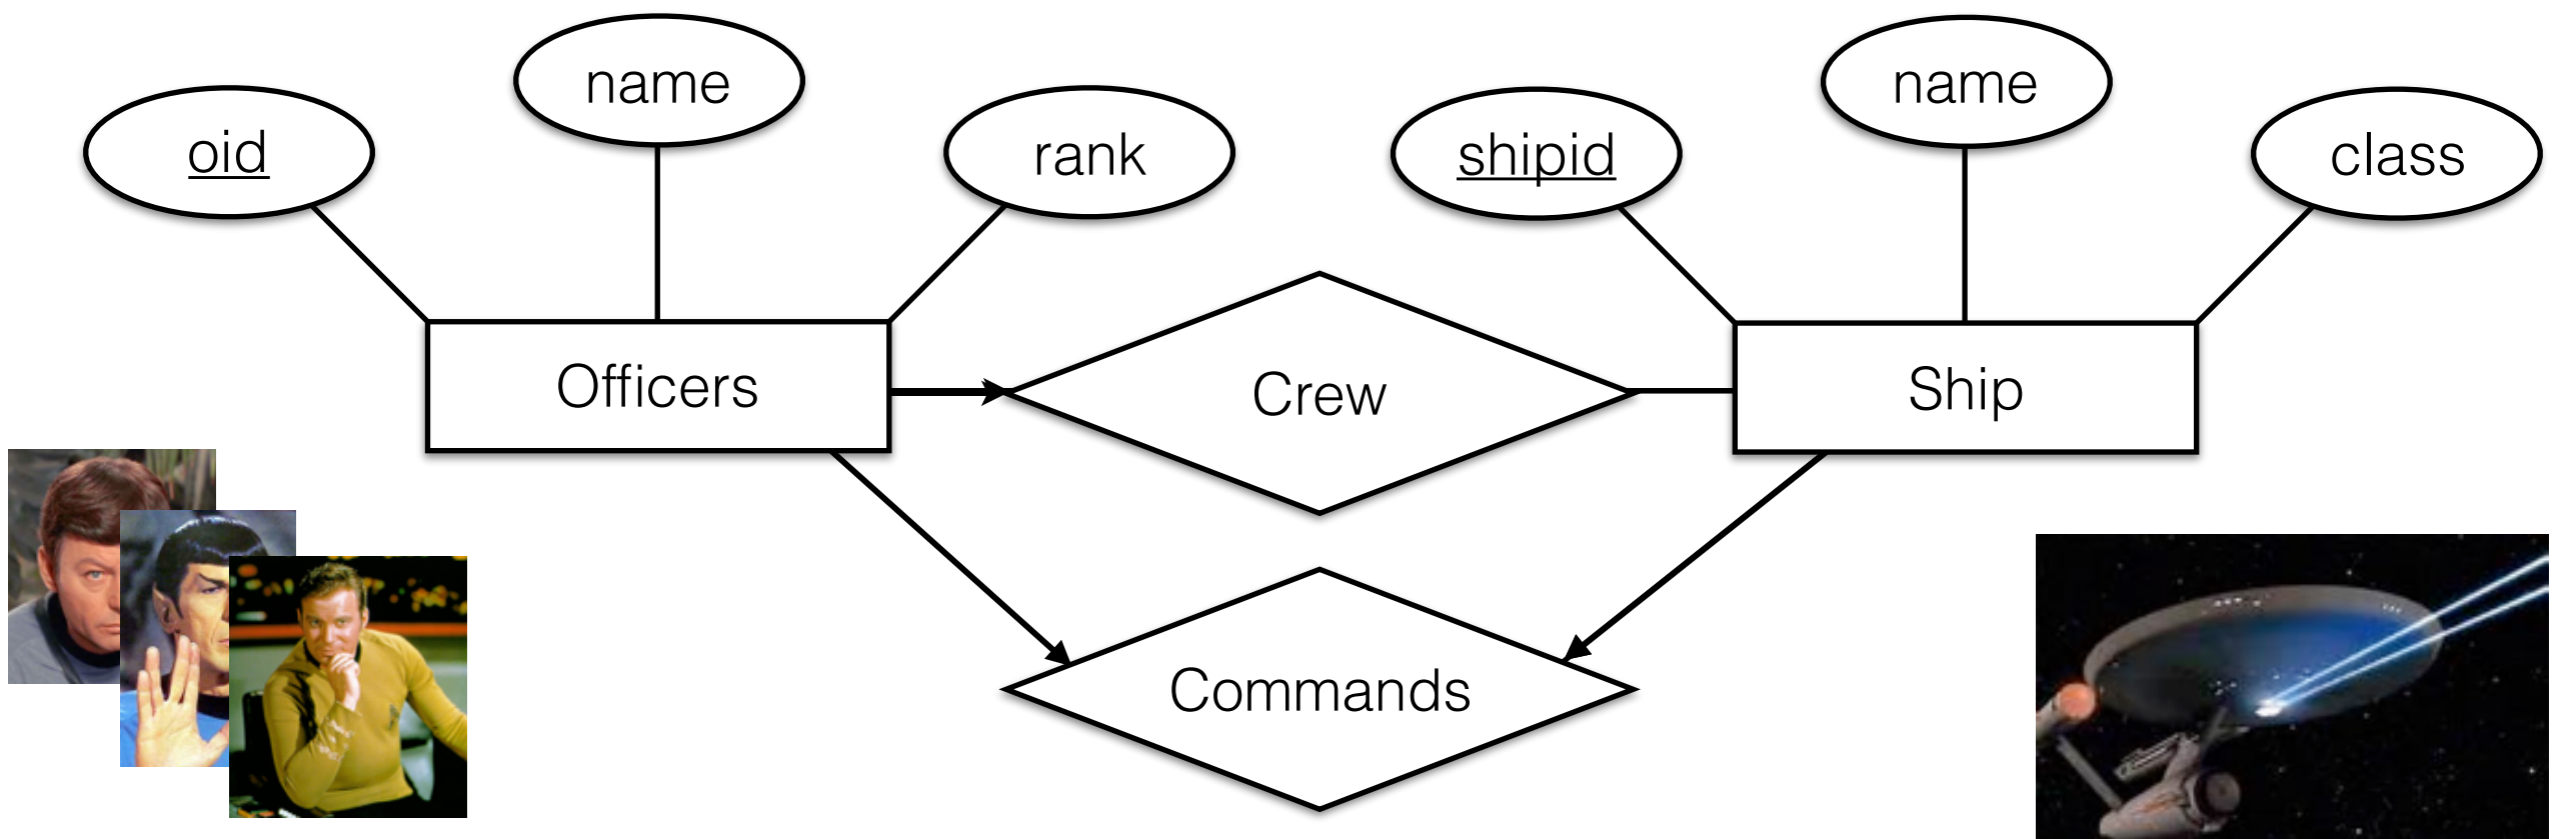 name
name
oid
rank
shipid
class
Officers
Crew
Ship
Commands